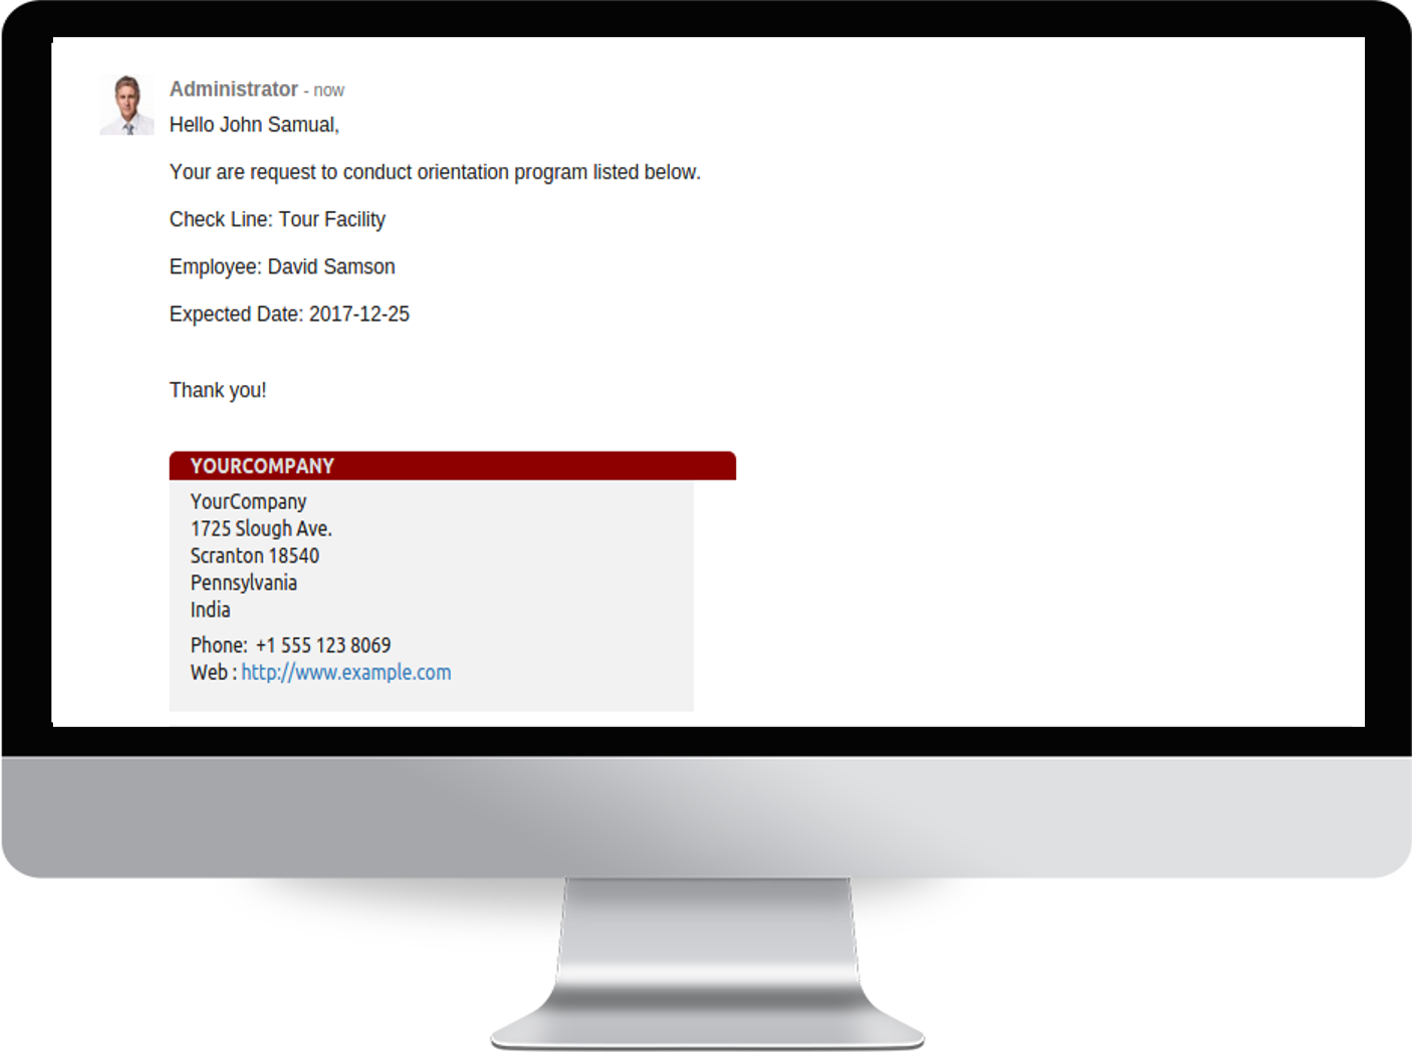 Administrator - now
Hello John Samual,
Your are request to conduct orientation program listed below.
Check Line: Tour Facility
Employee: David Samson
Expected Date: 2017-12-25
Thank you!
YOURCOMPANY
YourCompany
1725 Slough Ave.
Scranton 18540
Pennsylvania
India
Phone:  +1 555 123 8069
Web : http://www.example.com